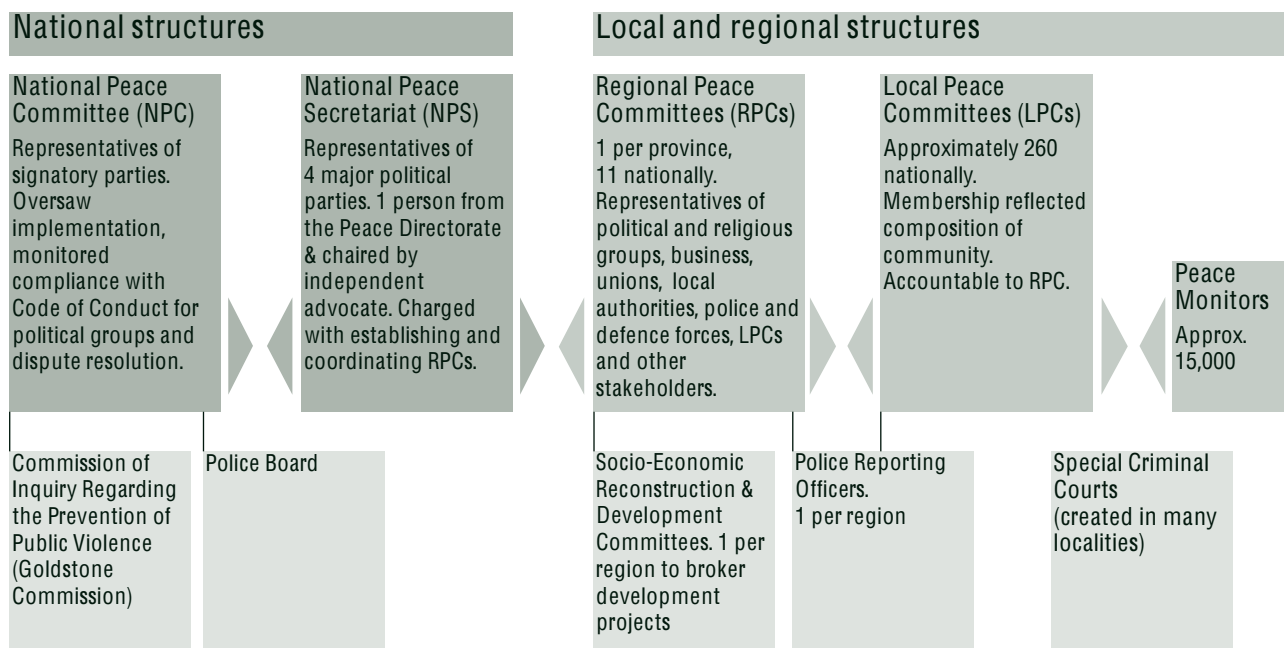 National structures
Local and regional structures
National Peace
Committee (NPC)
Representatives of
signatory parties.
Oversaw
implementation,
monitored
compliance with
Code of Conduct for
political groups and
dispute resolution.
National Peace
Secretariat (NPS)
Representatives of
4 major political
parties. 1 person from
the Peace Directorate
& chaired by
independent
advocate. Charged
with establishing and
coordinating RPCs.
Regional Peace
Committees (RPCs)
1 per province,
11 nationally.
Representatives of
political and religious
groups, business,
unions, local
authorities, police and
defence forces, LPCs
and other
stakeholders.
Local Peace
Committees (LPCs)
Approximately 260
nationally.
Membership reflected
composition of
community.
Accountable to RPC.
Peace
Monitors
Approx.
15,000
Commission of
Inquiry Regarding
the Prevention of
Public Violence
(Goldstone
Commission)
Police Board
Socio-Economic
Reconstruction &
Development
Committees. 1 per
region to broker
development
projects
Police Reporting
Officers.
1 per region
Special Criminal
Courts
(created in many
localities)